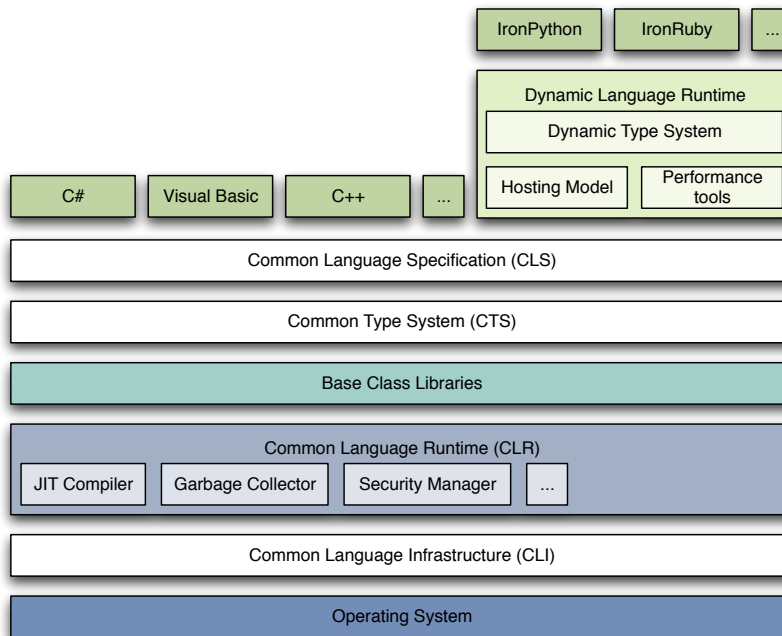 IronPython
IronRuby
...
Dynamic Language Runtime
Dynamic Type System
Hosting Model
Performance
tools
C#
Visual Basic
C++
...
Common Language Specification (CLS)
Common Type System (CTS)
Base Class Libraries
Common Language Runtime (CLR)
JIT Compiler
Garbage Collector
Security Manager
...
Common Language Infrastructure (CLI)
Operating System